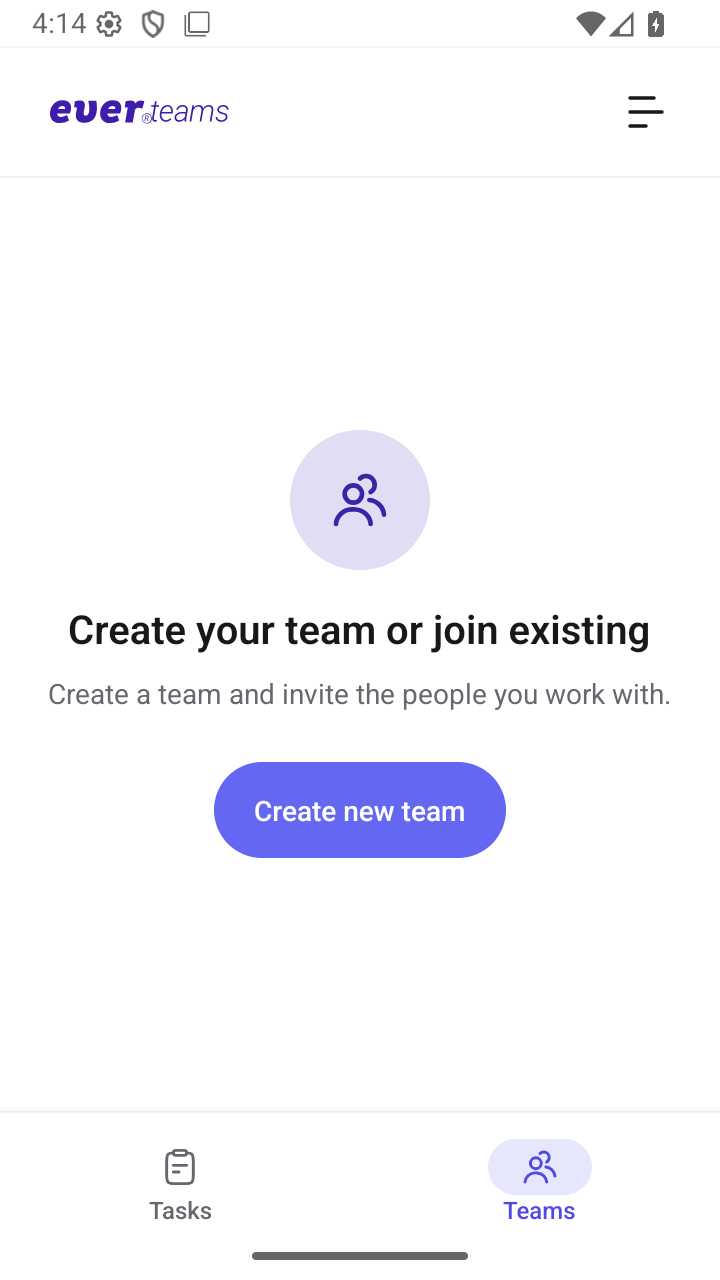 4:14
ever®teams
Create your team or join existing
Create a team and invite the people you work with.
Create new team
Tasks
Teams